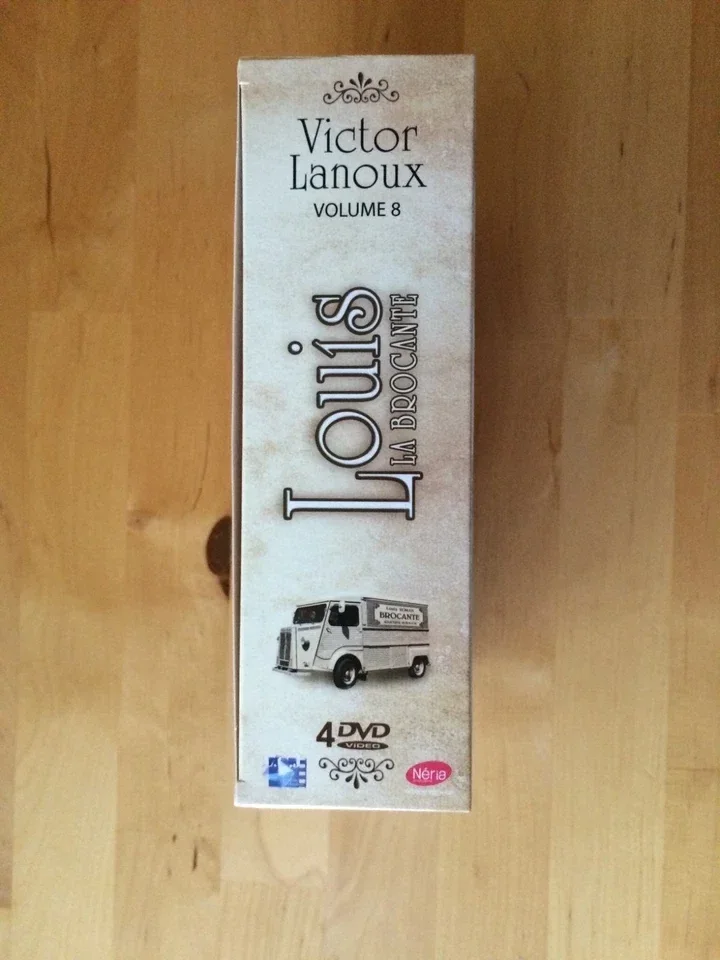 Victor
Lanoux
VOLUME 8
Louis
LA BROCANTE
BROCANTE
4 DVD
VIDEO
Néria